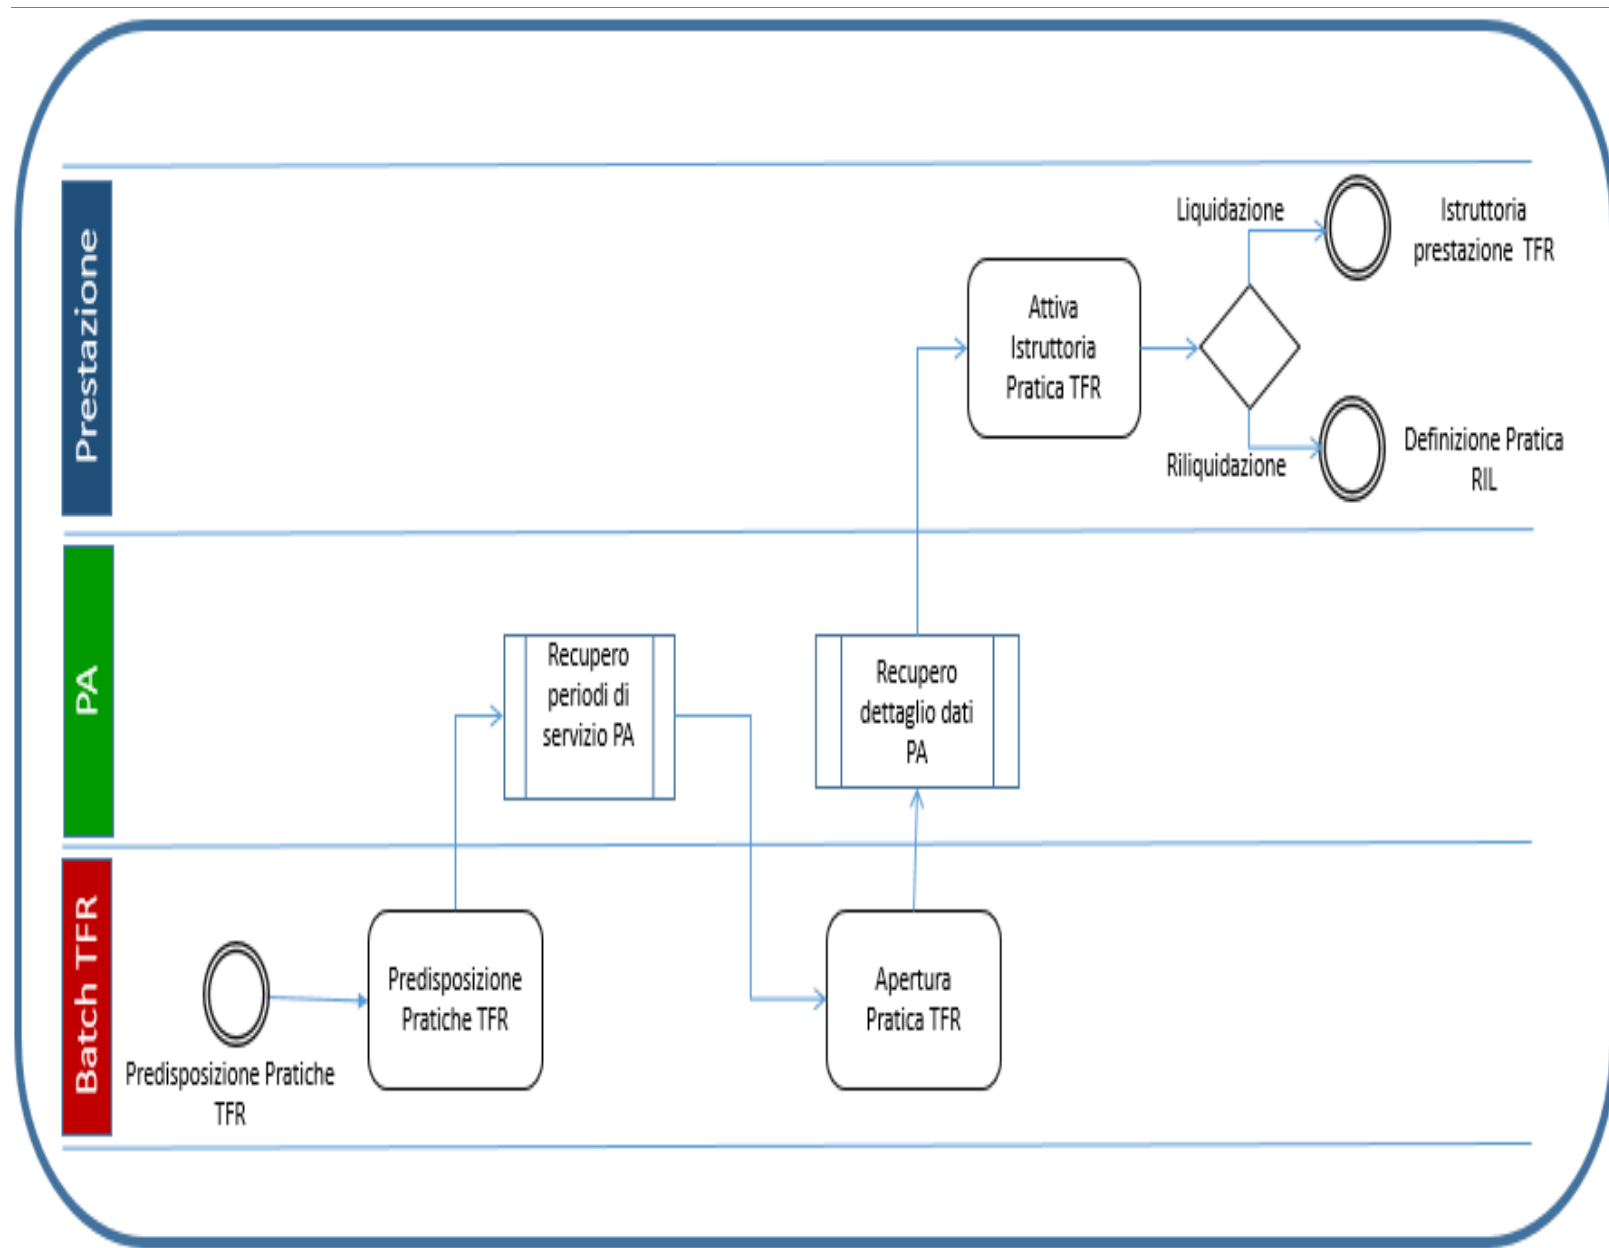 Prestazione
Liquidazione
Istruttoria
prestazione TFR
Attiva
Istruttoria
Pratica TFR
Riliquidazione
Definizione Pratica
RIL
PA
Recupero
periodi di
servizio PA
Recupero
dettaglio dati
PA
Batch TFR
Predisposizione Pratiche
TFR
Predisposizione
Pratiche TFR
Apertura
Pratica TFR